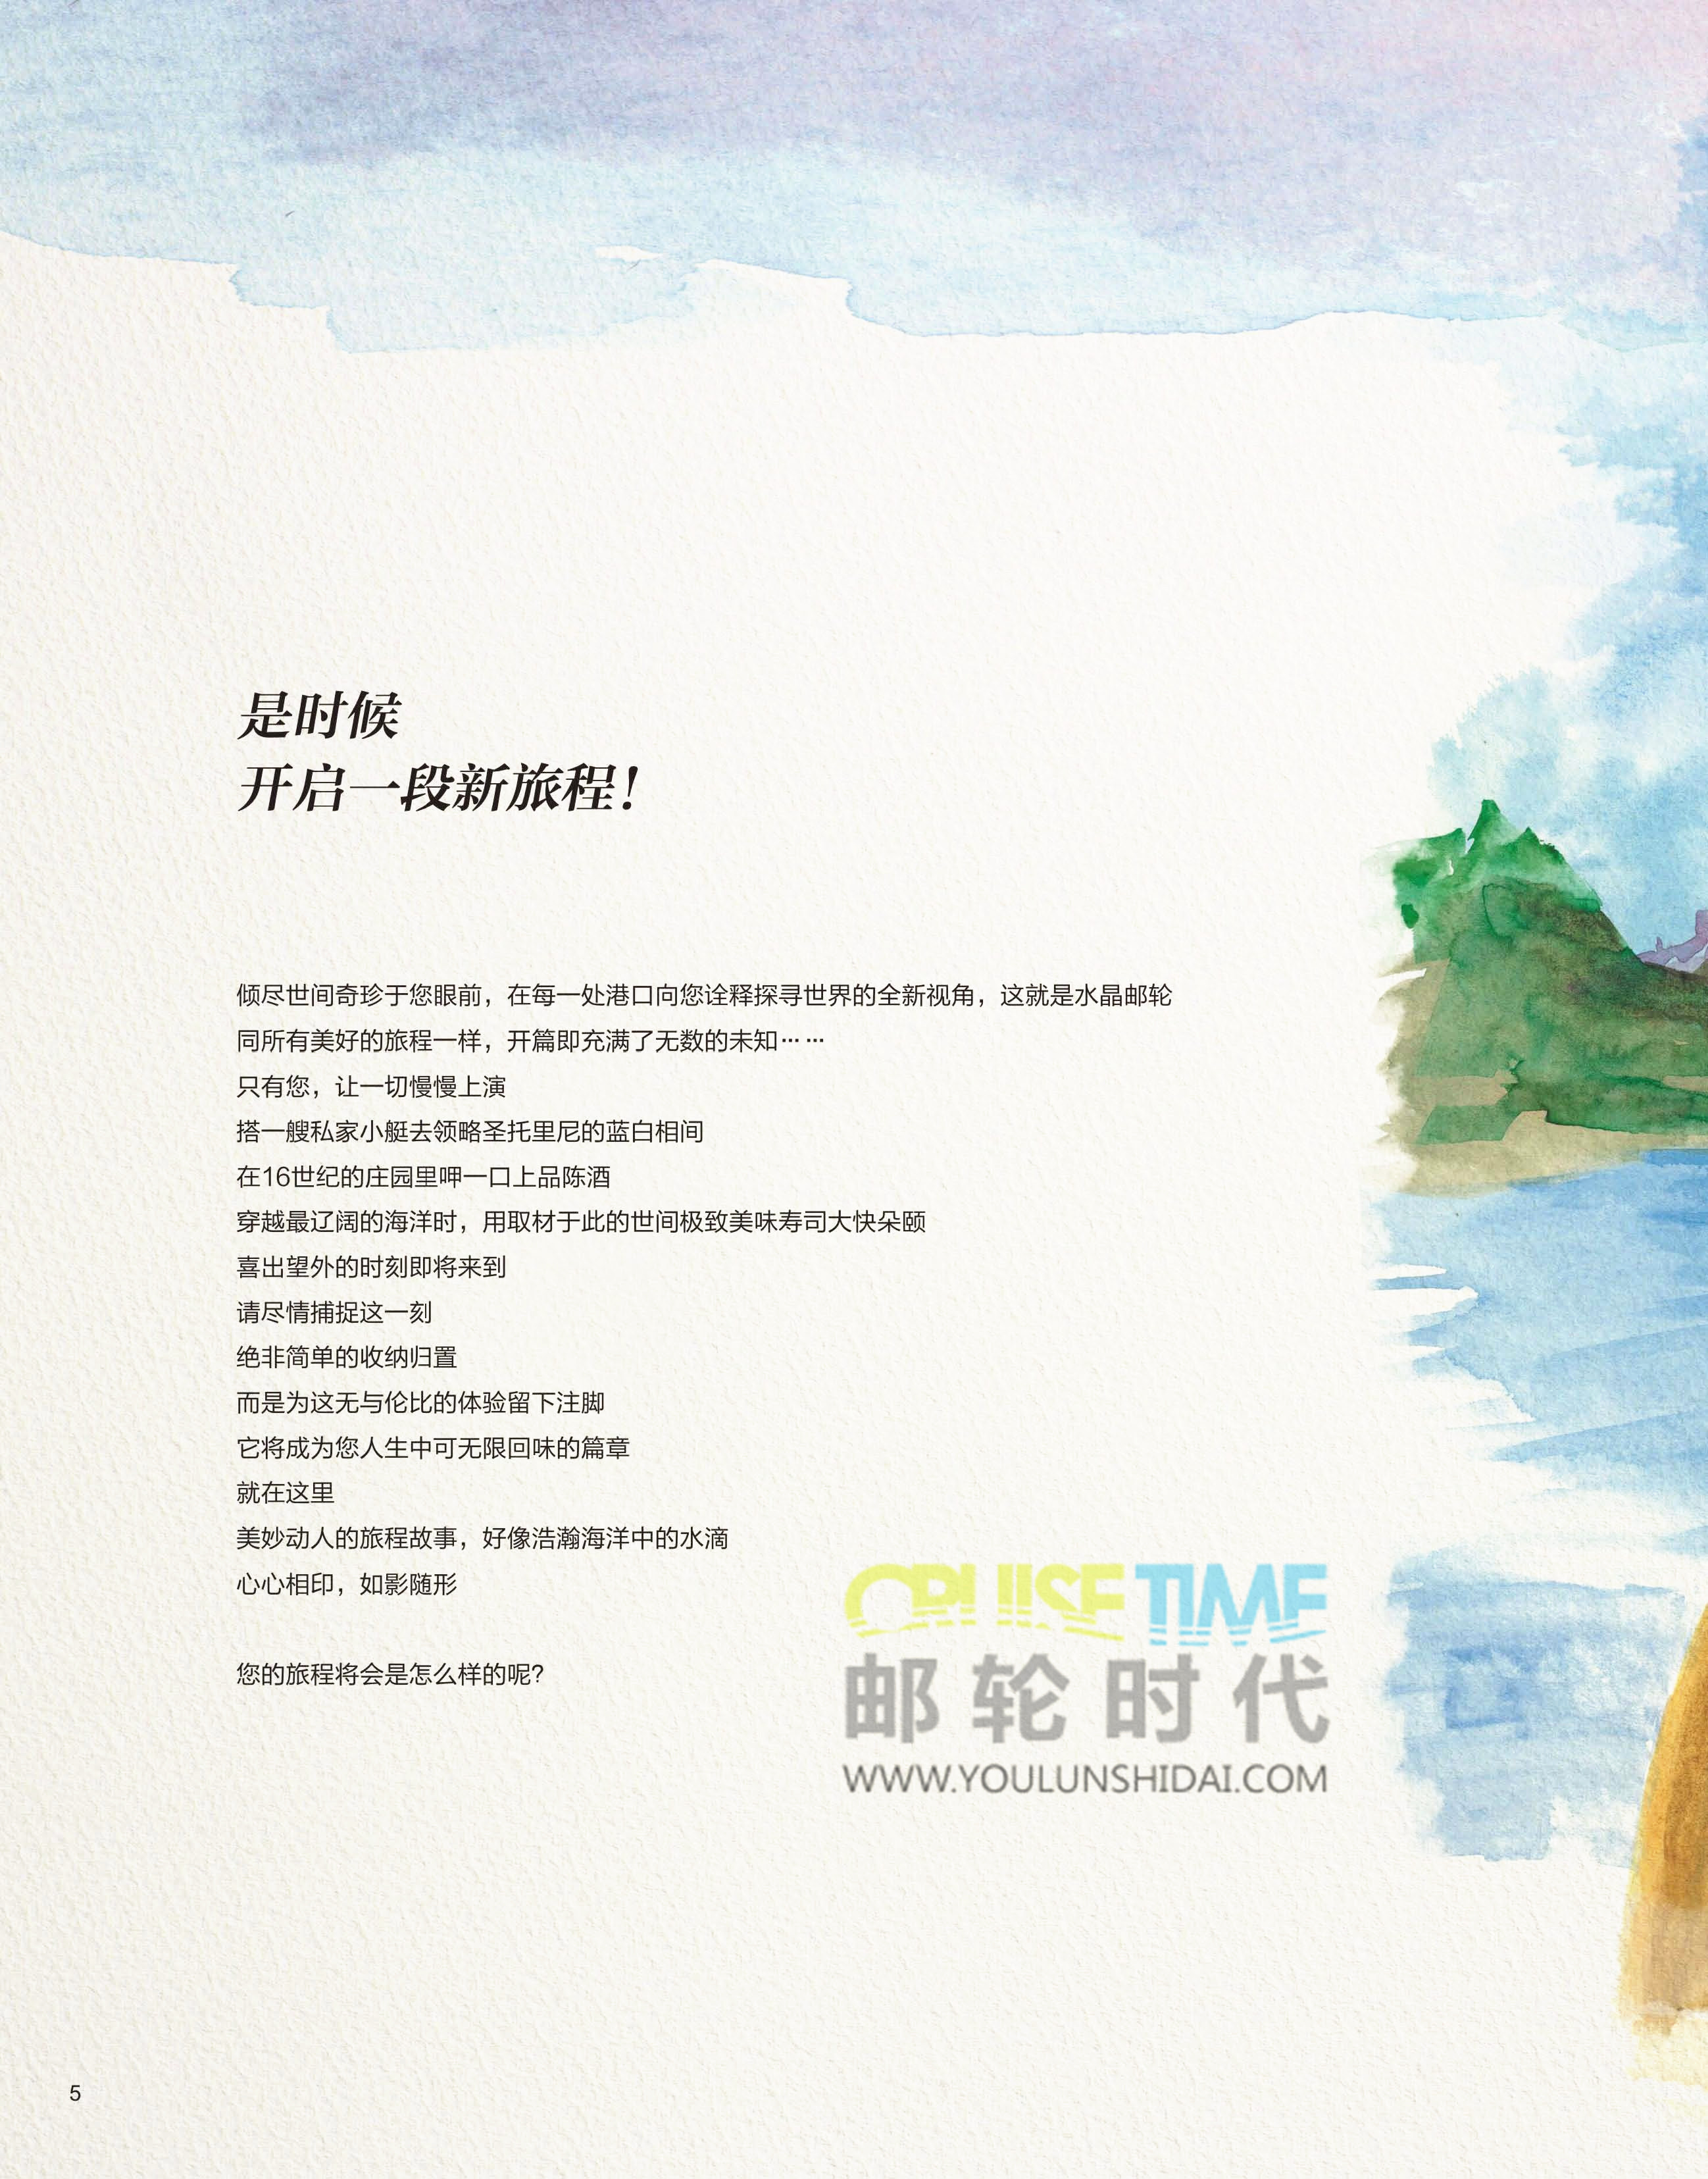 是时候
开启一段新旅程！
倾尽世间奇珍于您眼前，在每一处港口向您诠释探寻世界的全新视角，这就是水晶邮轮
同所有美好的旅程一样，开篇即充满了无数的未知… …
只有您，让一切慢慢上演
搭一艘私家小艇去领略圣托里尼的蓝白相间
在16世纪的庄园里呷一口上品陈酒
穿越最辽阔的海洋时，用取材于此的世间极致美味寿司大快朵颐
喜出望外的时刻即将来到
请尽情捕捉这一刻
绝非简单的收纳归置
而是为这无与伦比的体验留下注脚
它将成为您人生中可无限回味的篇章
就在这里
美妙动人的旅程故事，好像浩瀚海洋中的水滴
心心相印，如影随形
您的旅程将会是怎么样的呢？
CRUISE TIME
邮轮时代
WWW.YOULUNSHIDAI.COM
5